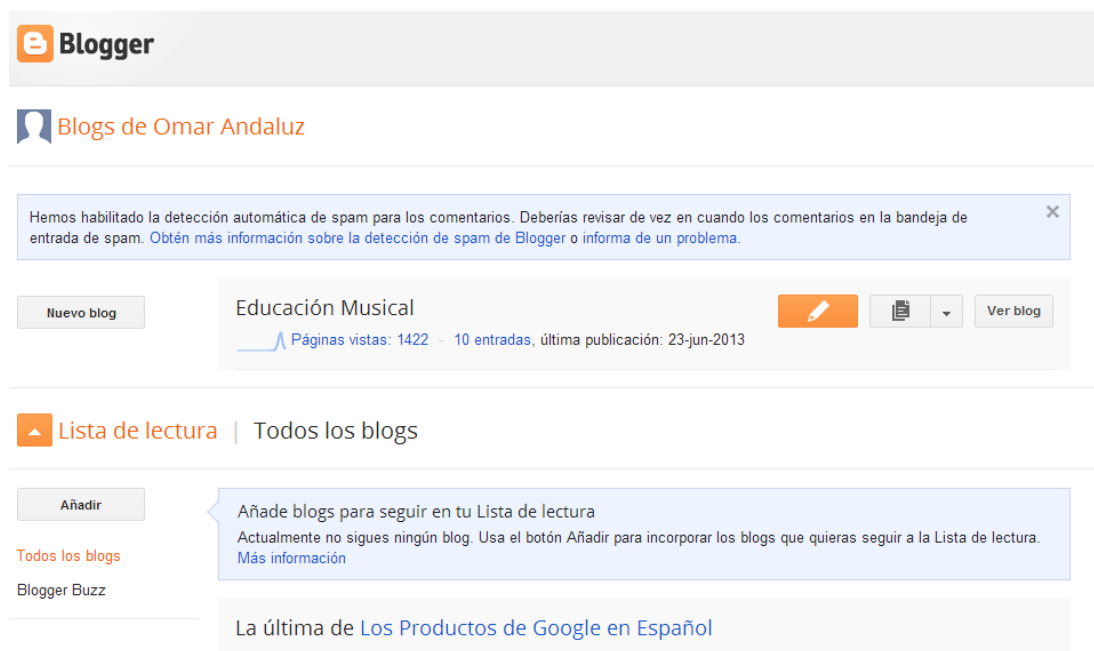 Blogger
Blogs de Omar Andaluz
Hemos habilitado la detección automática de spam para los comentarios. Deberías revisar de vez en cuando los comentarios en la bandeja de
entrada de spam. Obtén más información sobre la detección de spam de Blogger o informa de un problema.
Nuevo blog
Educación Musical
Ver blog
Páginas vistas: 1422 - 10 entradas, última publicación: 23-jun-2013
Lista de lectura | Todos los blogs
Añadir
Añade blogs para seguir en tu Lista de lectura
Actualmente no sigues ningún blog. Usa el botón Añadir para incorporar los blogs que quieras seguir a la Lista de lectura.
Más información
Todos los blogs
Blogger Buzz
La última de Los Productos de Google en Español